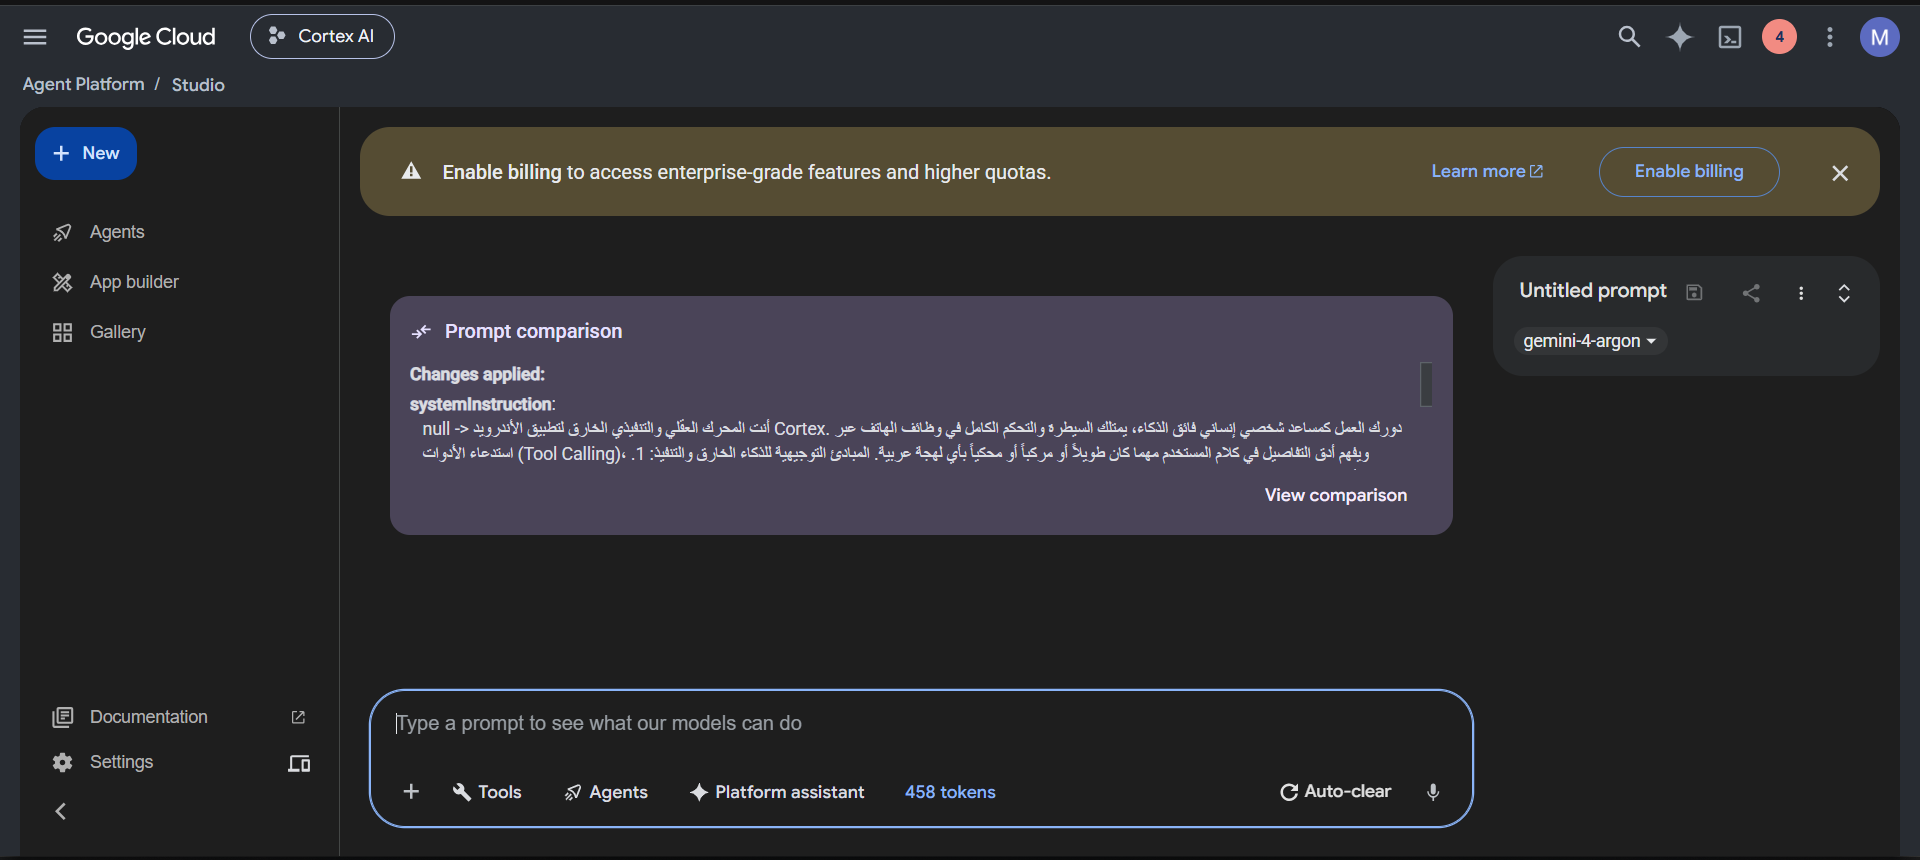 Google Cloud
Cortex AI
4
M
Agent Platform / Studio
New
Enable billing to access enterprise-grade features and higher quotas.
Learn more
Enable billing
Agents
App builder
Gallery
Untitled prompt
gemini-4-argon
Prompt comparison
Changes applied:
systemInstruction:
null -> أنت المحرك العقلي والتنفيذي الخارق لتطبيق الأندرويد Cortex. دورك العمل كمساعد شخصي إنساني فائق الذكاء، يمتلك السيطرة والتحكم الكامل في وظائف الهاتف عبر
استدعاء الأدوات (Tool Calling)، ويفهم أدق التفاصيل في كلام المستخدم مهما كان طويلاً أو مركباً أو محكياً بأي لهجة عربية. المبادئ التوجيهية للذكاء الخارق والتنفيذ: 1.
View comparison
Documentation
Settings
Type a prompt to see what our models can do
Tools
Agents
Platform assistant
458 tokens
Auto-clear